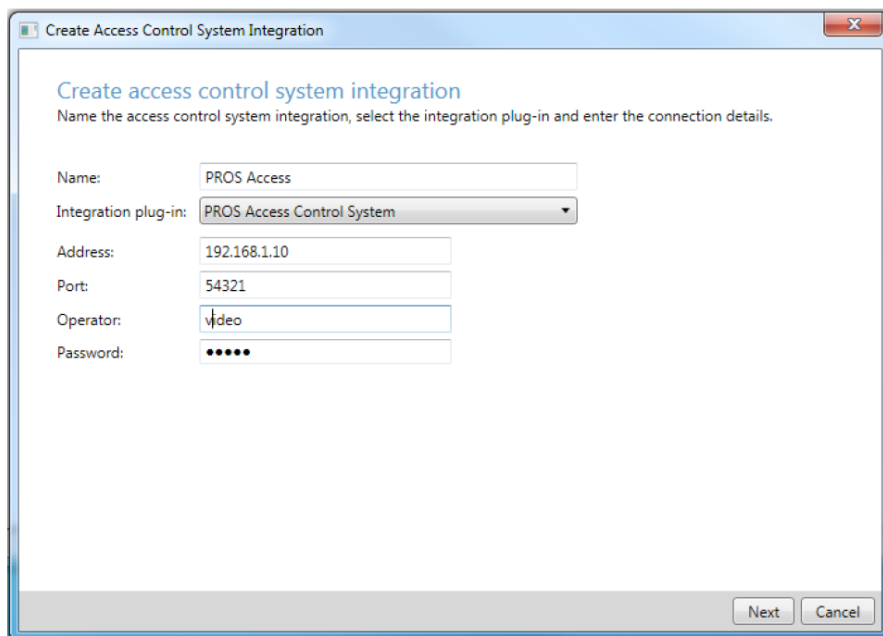 Create Access Control System Integration
Create access control system integration
Name the access control system integration, select the integration plug-in and enter the connection details.
Name: PROS Access
Integration plug-in: PROS Access Control System
Address: 192.168.1.10
Port: 54321
Operator: video
Password: •••••
Next Cancel